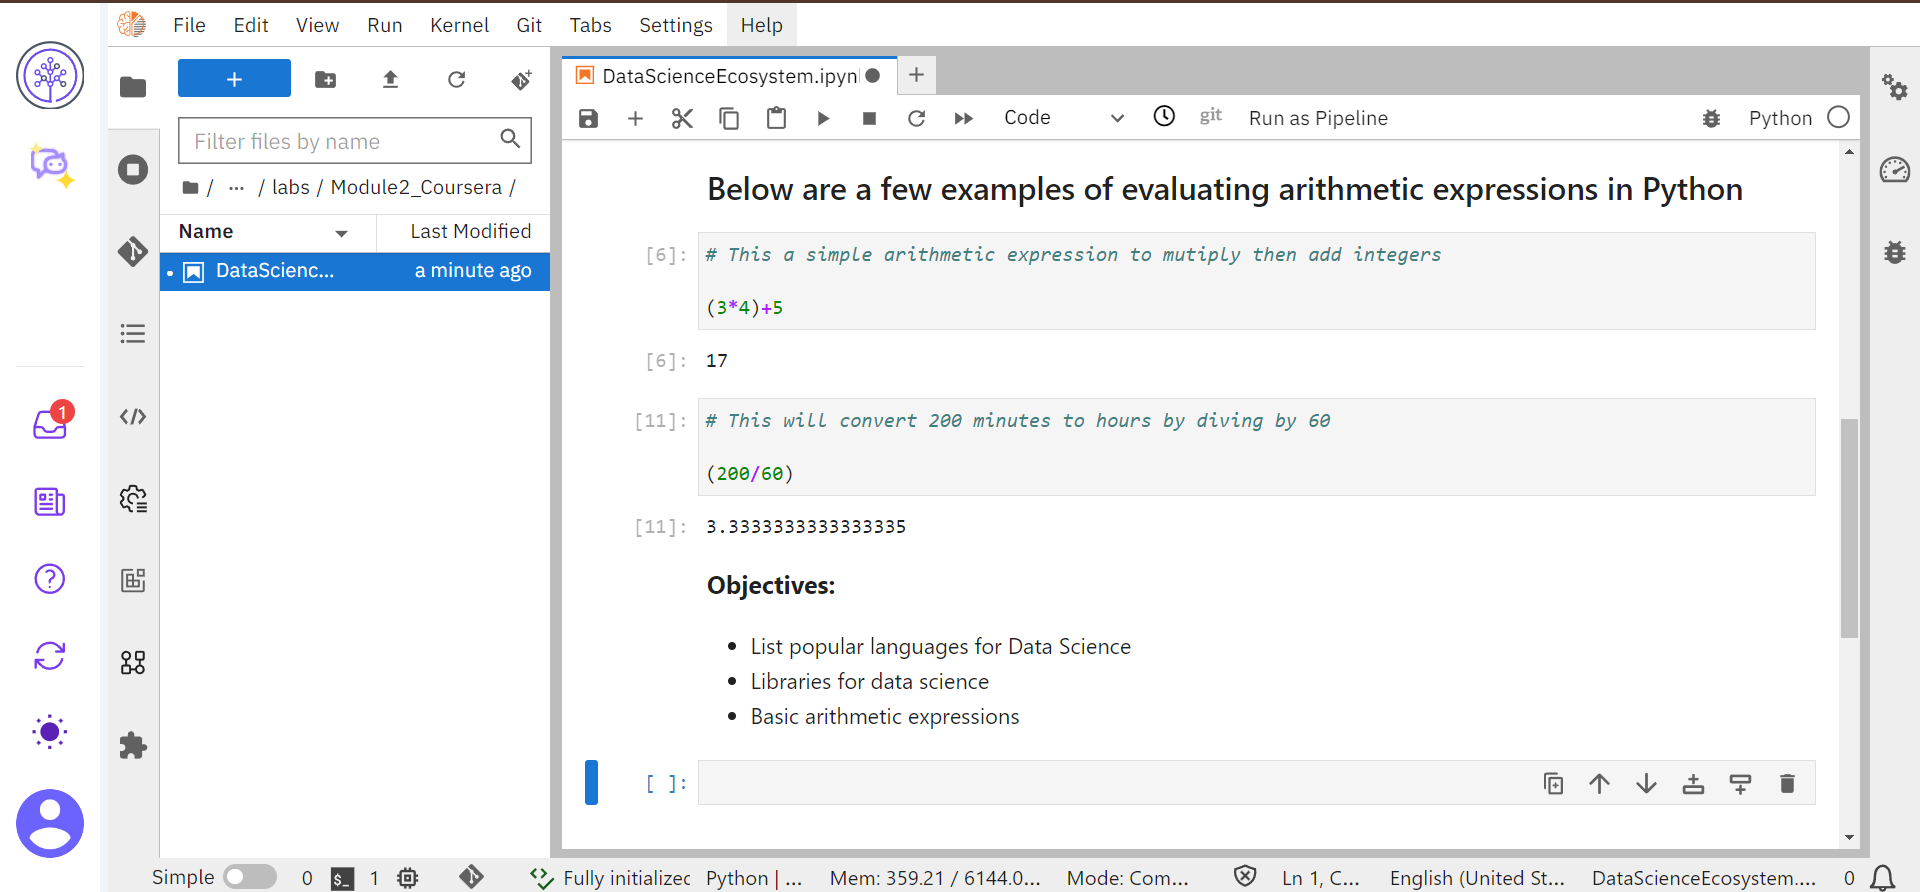 File Edit View Run Kernel Git Tabs Settings Help
+
Filter files by name
/ ... / labs / Module2_Coursera /
Name Last Modified
DataScienc... a minute ago
1
DataScienceEcosystem.ipyn
Code git Run as Pipeline Python
Below are a few examples of evaluating arithmetic expressions in Python
[6]: # This a simple arithmetic expression to mutiply then add integers
(3*4)+5
[6]: 17
[11]: # This will convert 200 minutes to hours by diving by 60
(200/60)
[11]: 3.3333333333333335
Objectives:
• List popular languages for Data Science
• Libraries for data science
• Basic arithmetic expressions
[ ]:
Simple 0 $_ 1 Fully initialized Python | ... Mem: 359.21 / 6144.0... Mode: Com... Ln 1, C... English (United St... DataScienceEcosystem.... 0